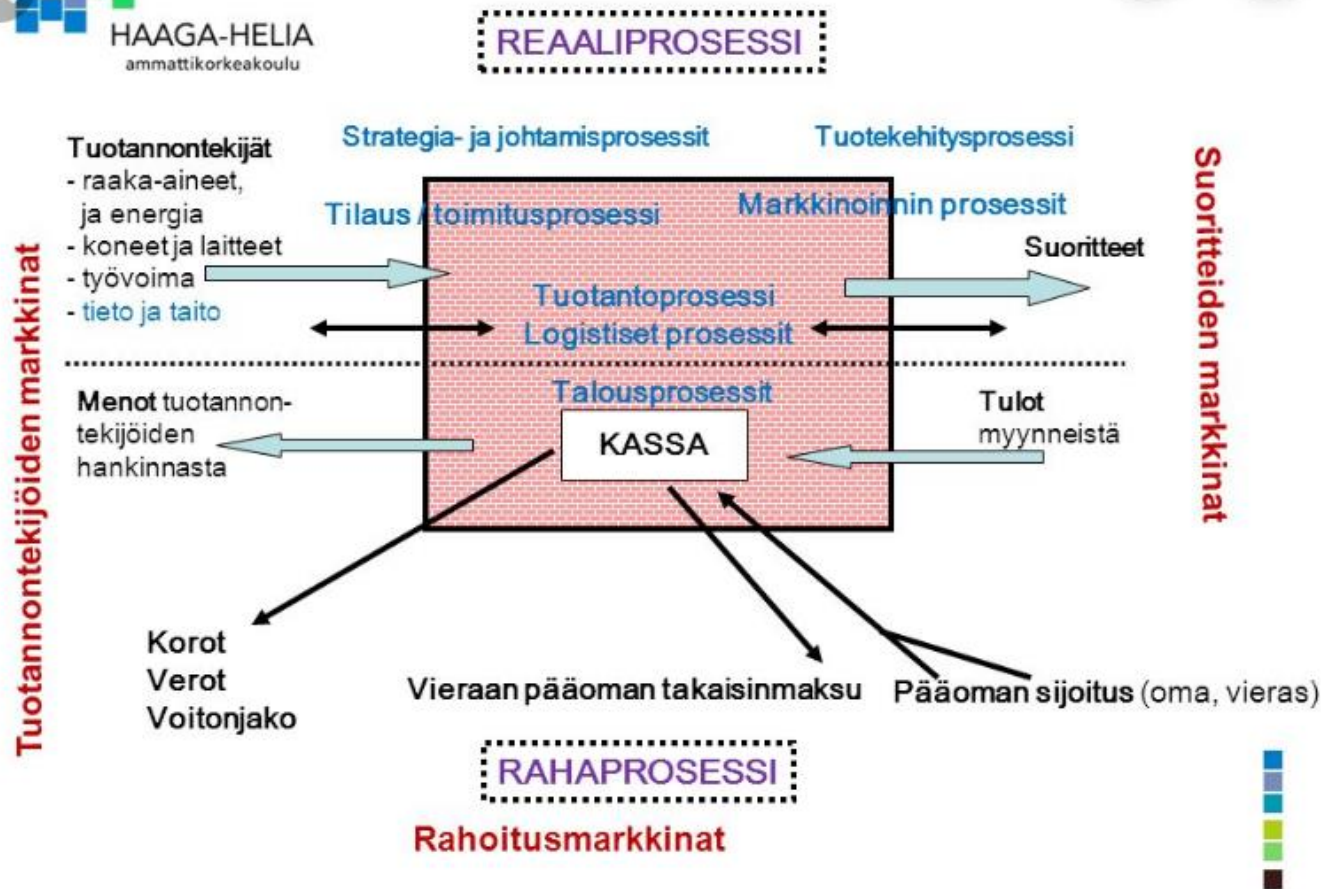 HAAGA-HELIA
ammattikorkeakoulu
REAALIPROSESSI
Strategia- ja johtamisprosessit
Tuotekehitysprosessi
Tuotannontekijät
- raaka-aineet,
ja energia
- koneet ja laitteet
- työvoima
- tieto ja taito
Tilaus / toimitusprosessi
Markkinoinnin prosessit
Suoritteet
Tuotantoprosessi
Logistiset prosessit
Tuotannontekijöiden markkinat
Suoritteiden markkinat
Talousprosessit
KASSA
Menot tuotannon-
tekijöiden
hankinnasta
Tulot
myynneistä
Korot
Verot
Voitonjako
Vieraan pääoman takaisinmaksu
Pääoman sijoitus (oma, vieras)
RAHAPROSESSI
Rahoitusmarkkinat